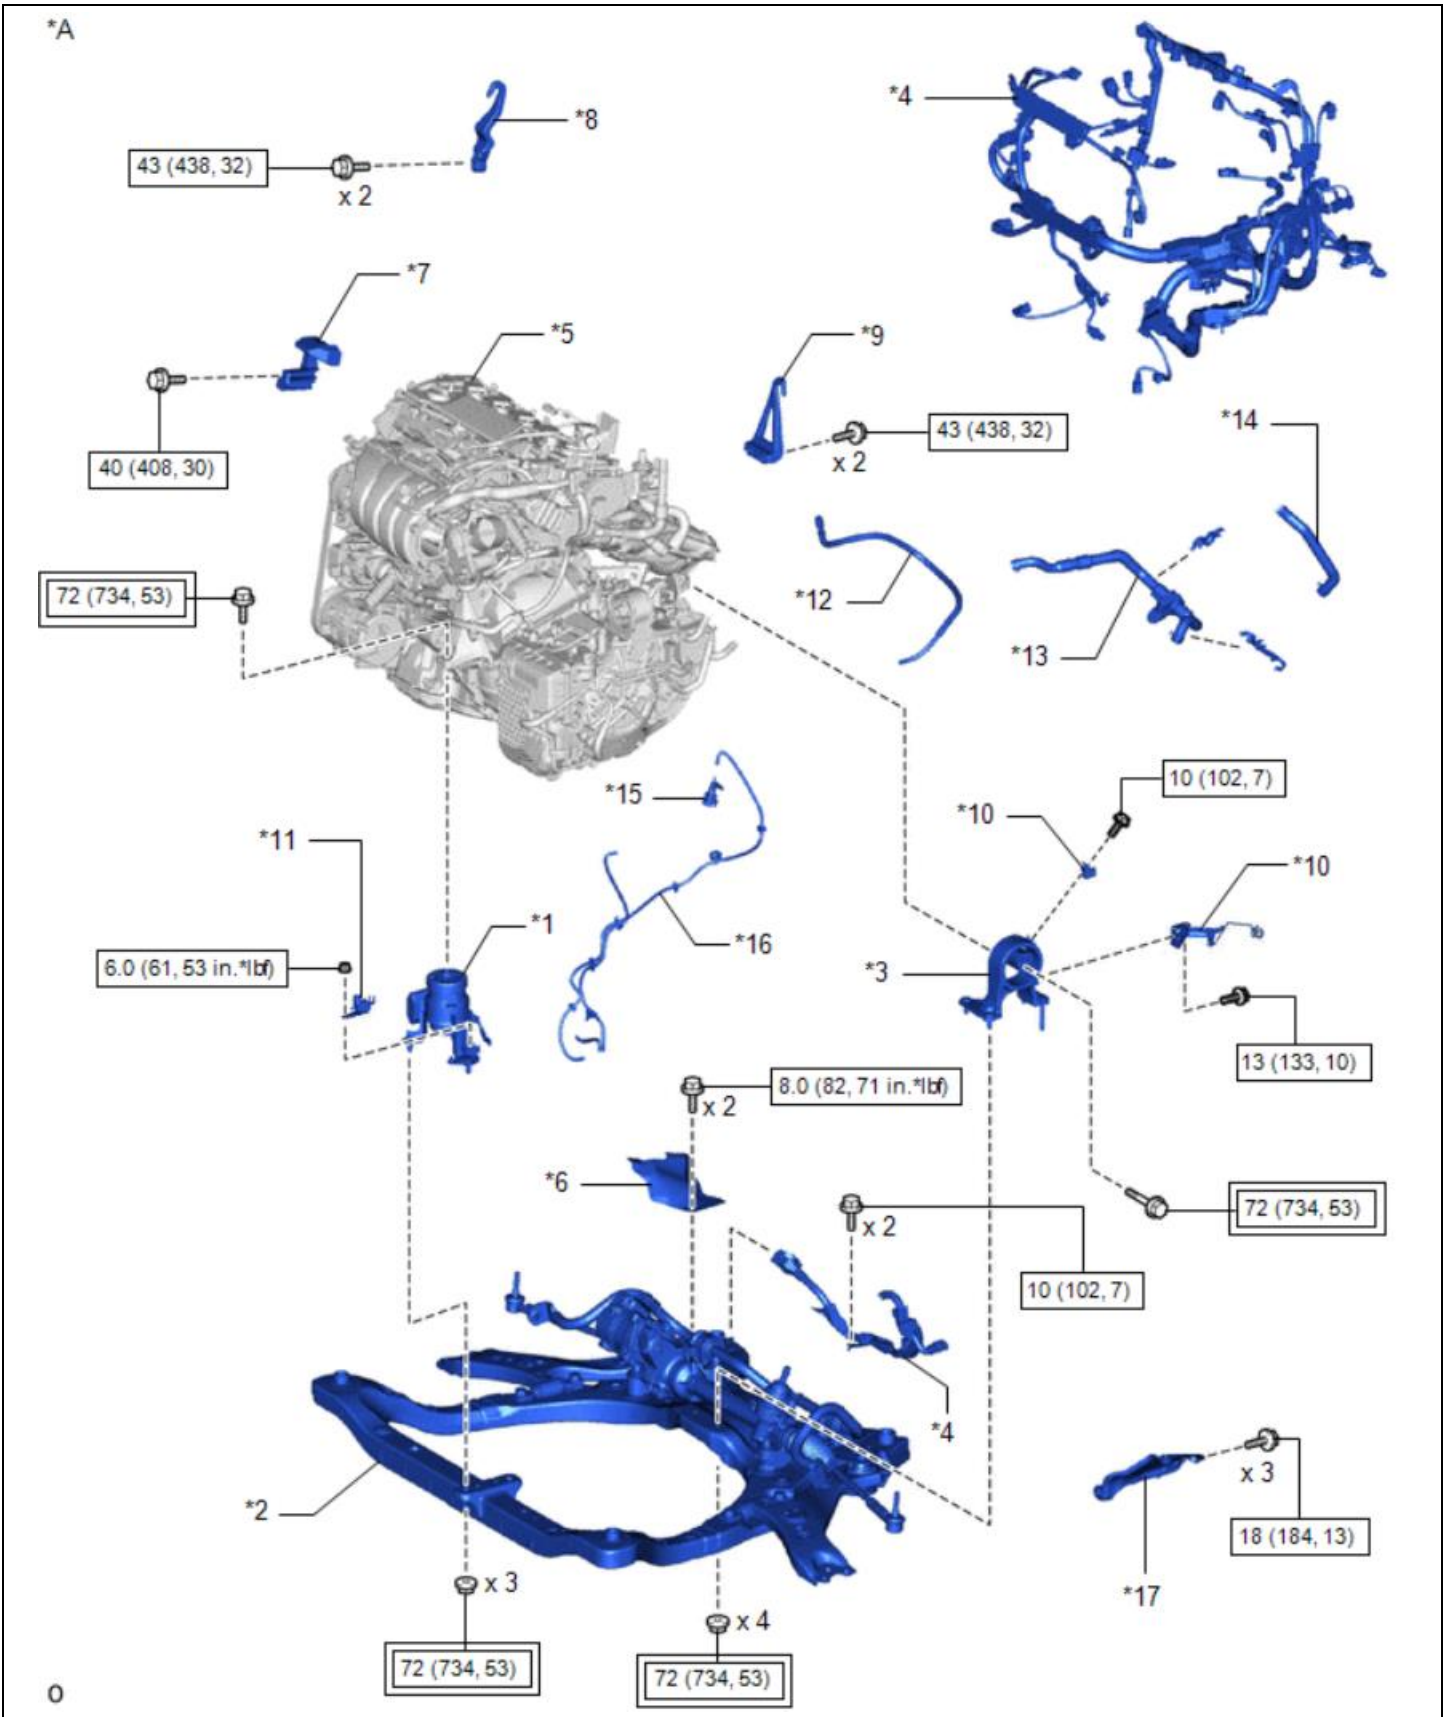 *A
*4
*8
43 (438, 32)
x 2
*7
*5
*9
43 (438, 32)
x 2
*14
40 (408, 30)
72 (734, 53)
*12
*13
10 (102, 7)
*15
*10
*11
*10
*1
*16
6.0 (61, 53 in.*lbf)
*3
13 (133, 10)
8.0 (82, 71 in.*lbf)
x 2
*6
72 (734, 53)
x 2
10 (102, 7)
*4
*2
x 3
18 (184, 13)
*17
x 3
x 4
72 (734, 53)
72 (734, 53)
O